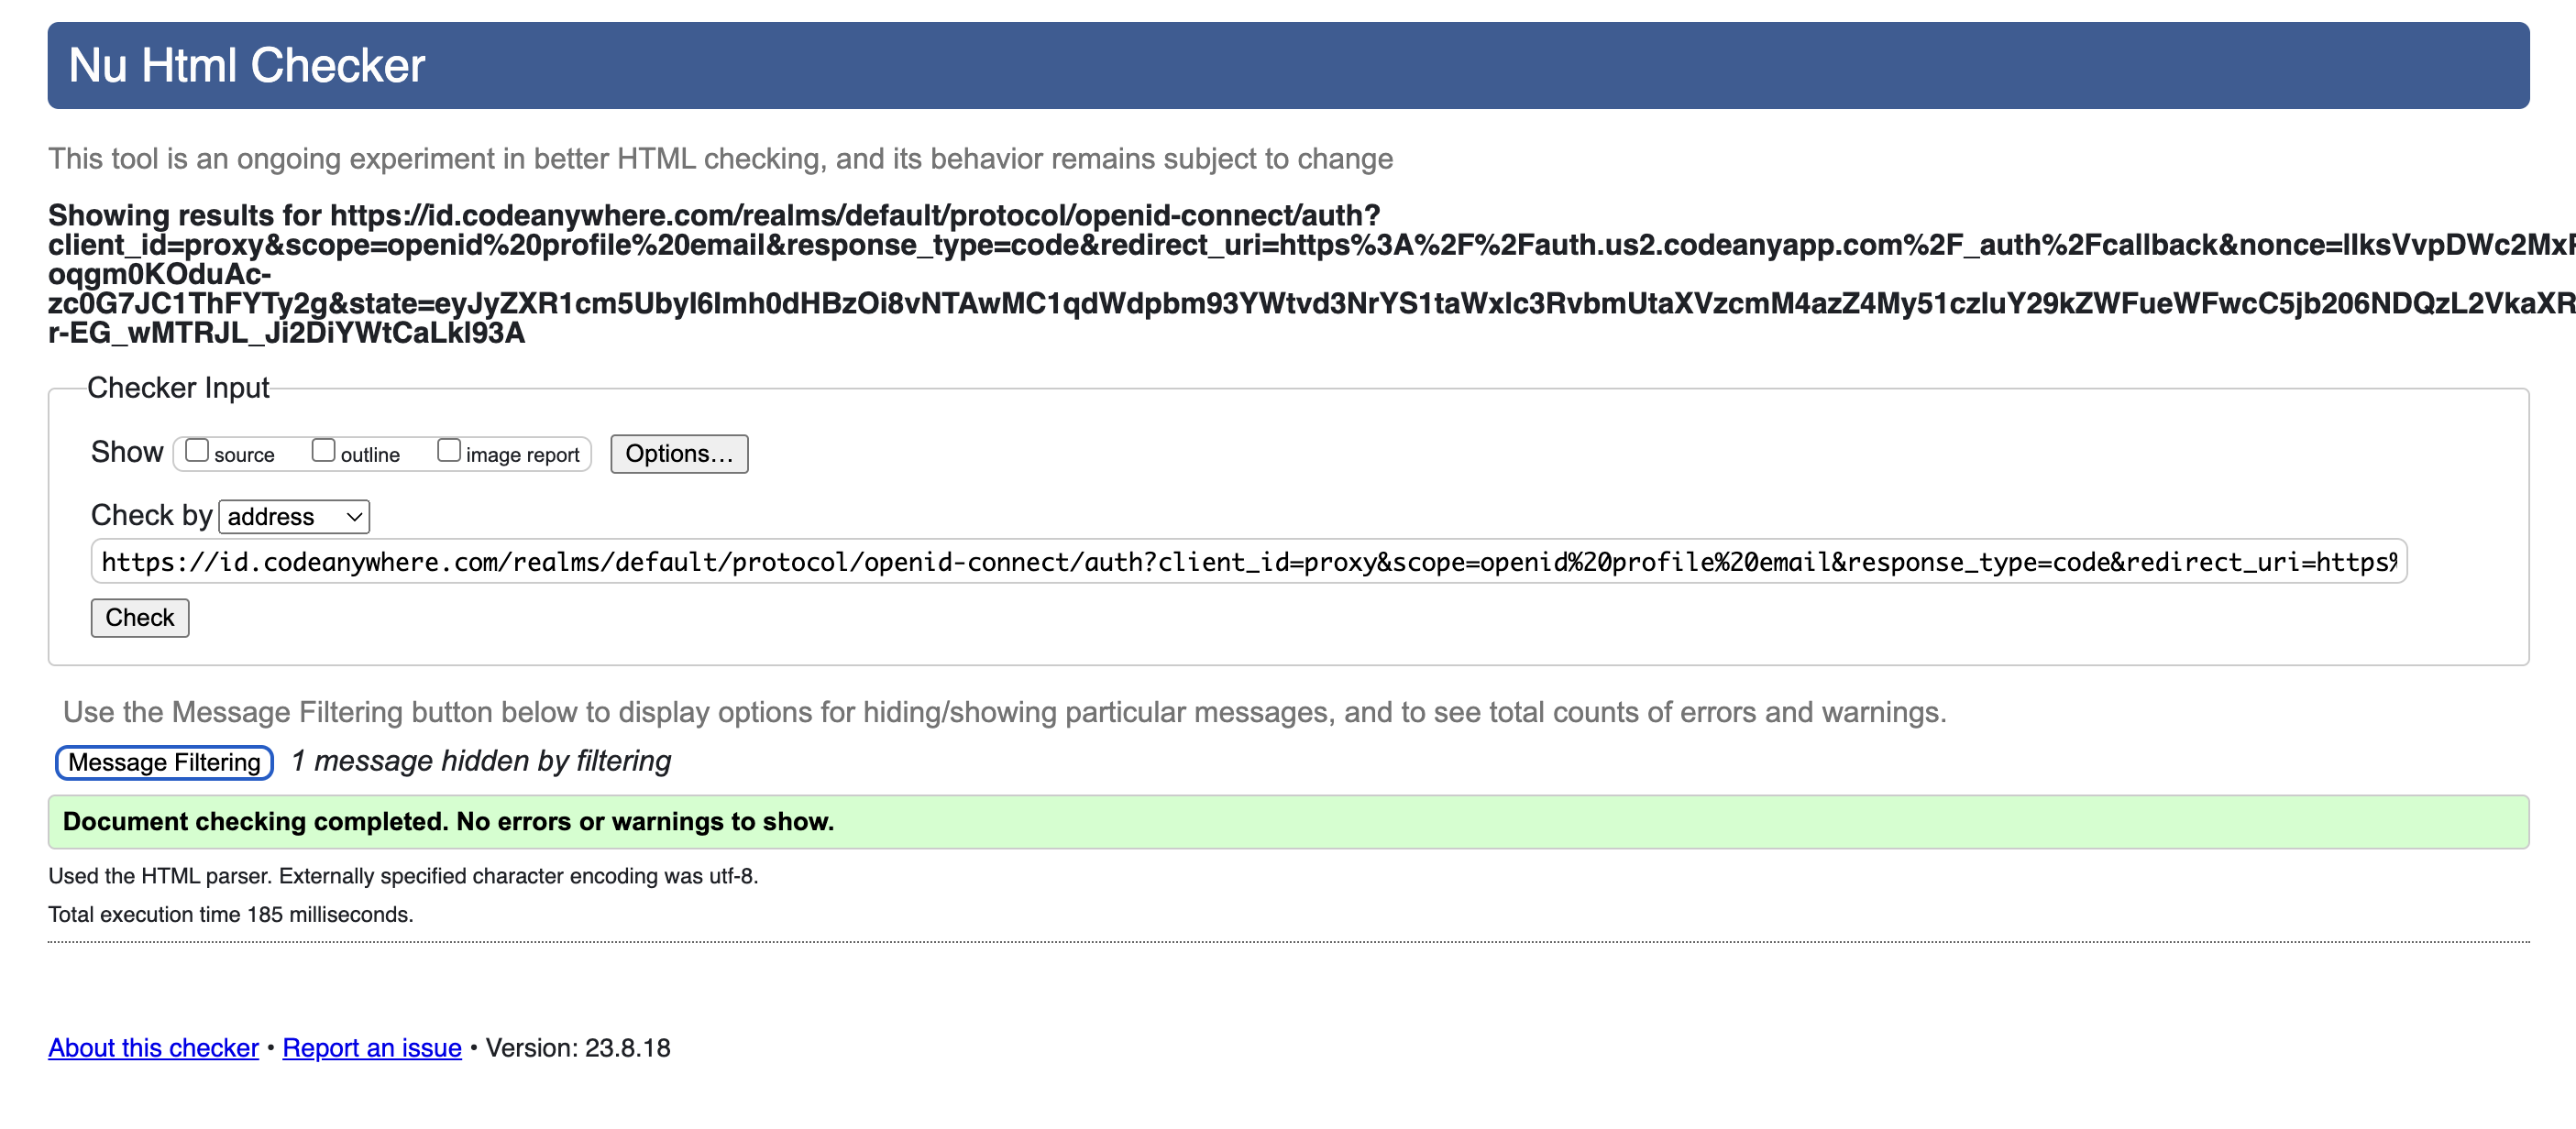 Nu Html Checker
This tool is an ongoing experiment in better HTML checking, and its behavior remains subject to change
Showing results for https://id.codeanywhere.com/realms/default/protocol/openid-connect/auth?
client_id=proxy&scope=openid%20profile%20email&response_type=code&redirect_uri=https%3A%2F%2Fauth.us2.codeanyapp.com%2F_auth%2Fcallback&nonce=
oqgm0KOduAc-
zc0G7JC1ThFYTy2g&state=
r-EG_wMTRJL_Ji2DiYWtCaLkl93A
Checker Input
Show source outline image report Options…
Check by address
https://id.codeanywhere.com/realms/default/protocol/openid-connect/auth?client_id=proxy&scope=openid%20profile%20email&response_type=code&redirect_uri=https%
Check
Use the Message Filtering button below to display options for hiding/showing particular messages, and to see total counts of errors and warnings.
Message Filtering 1 message hidden by filtering
Document checking completed. No errors or warnings to show.
Used the HTML parser. Externally specified character encoding was utf-8.
Total execution time 185 milliseconds.
About this checker • Report an issue • Version: 23.8.18